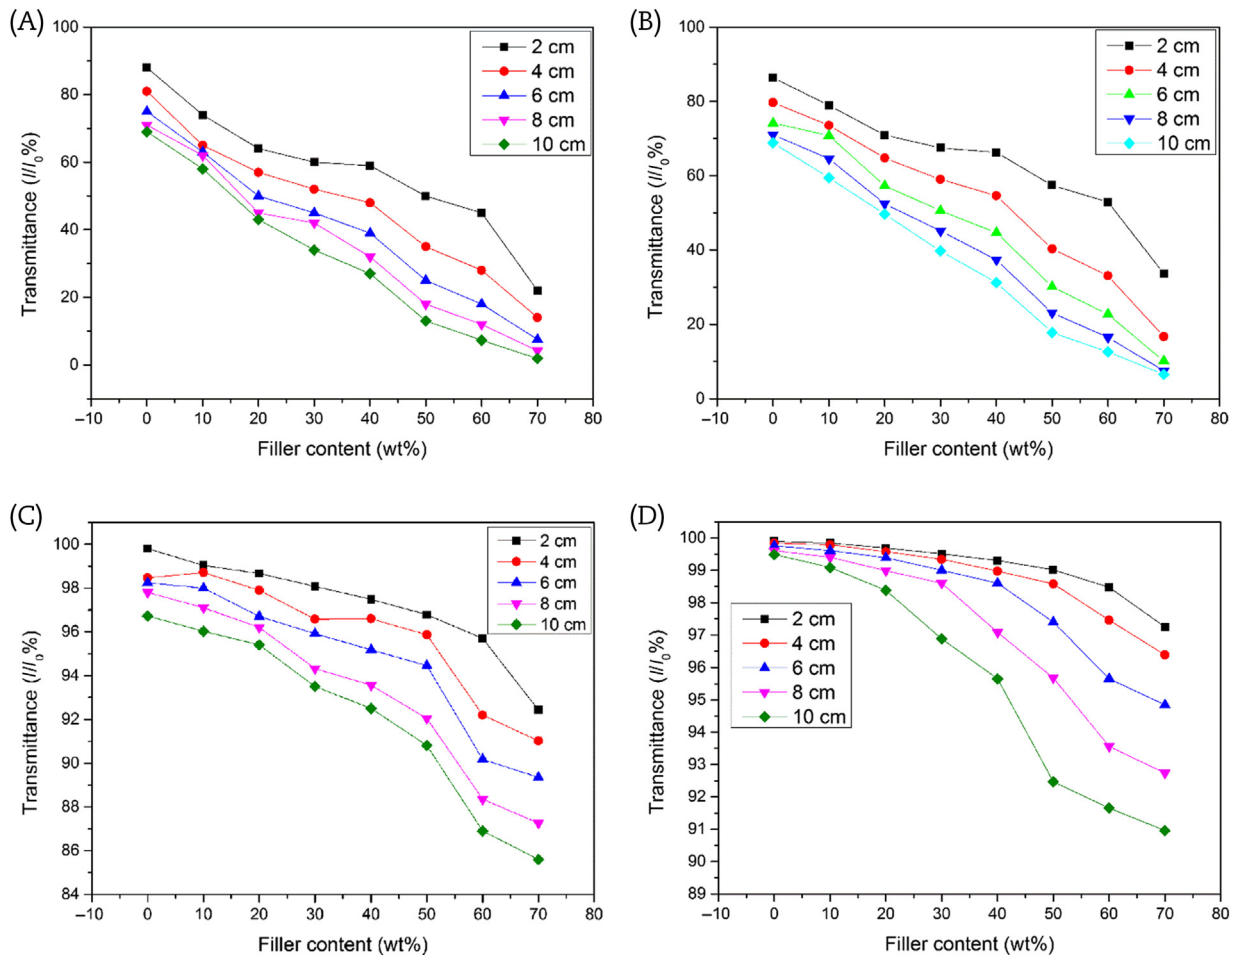 (A)
100
80
60
40
20
0
Transmittance (I/I0%)
2 cm
4 cm
6 cm
8 cm
10 cm
–10 0 10 20 30 40 50 60 70 80
Filler content (wt%)
(B)
100
80
60
40
20
0
Transmittance (I/I0%)
2 cm
4 cm
6 cm
8 cm
10 cm
–10 0 10 20 30 40 50 60 70 80
Filler content (wt%)
(C)
100
98
96
94
92
90
88
86
84
Transmittance (I/I0%)
2 cm
4 cm
6 cm
8 cm
10 cm
–10 0 10 20 30 40 50 60 70 80
Filler content (wt%)
(D)
100
99
98
97
96
95
94
93
92
91
90
89
Transmittance (I/I0%)
2 cm
4 cm
6 cm
8 cm
10 cm
–10 0 10 20 30 40 50 60 70 80
Filler content (wt%)